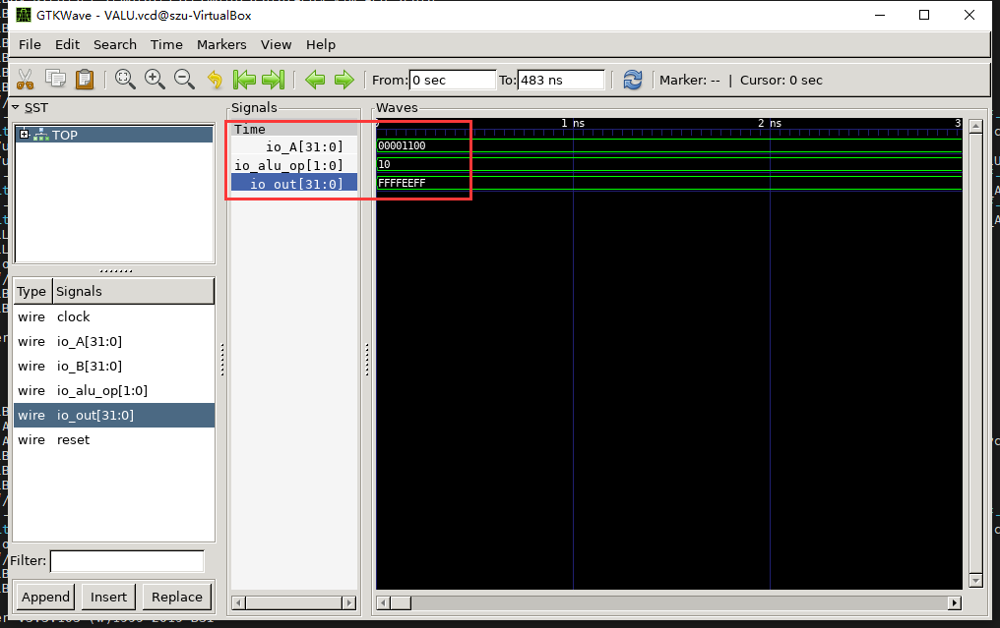 GTKWave - VALU.vcd@szu-VirtualBox
File Edit Search Time Markers View Help
From: 0 sec To: 483 ns Marker: -- | Cursor: 0 sec
SST
TOP
Type Signals
wire clock
wire io_A[31:0]
wire io_B[31:0]
wire io_alu_op[1:0]
wire io_out[31:0]
wire reset
Filter:
Append Insert Replace
Signals
Time
io_A[31:0]
io_alu_op[1:0]
io_out[31:0]
Waves
1 ns 2 ns 3
00001100
10
FFFFEEFF